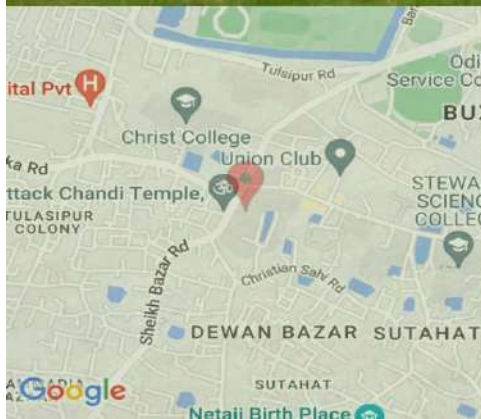 Tulsipur Rd
Odi
Service Co
ital Pvt
H
BUX
Christ College
Union Club
ka Rd
ttack Chandi Temple,
STEWA
SCIENC
COLLEG
TULASIPUR
COLONY
Sheikh Bazar Rd
Christian Sahi Rd
DEWAN BAZAR
SUTAHAT
SUTAHAT
Google
Netaji Birth Place